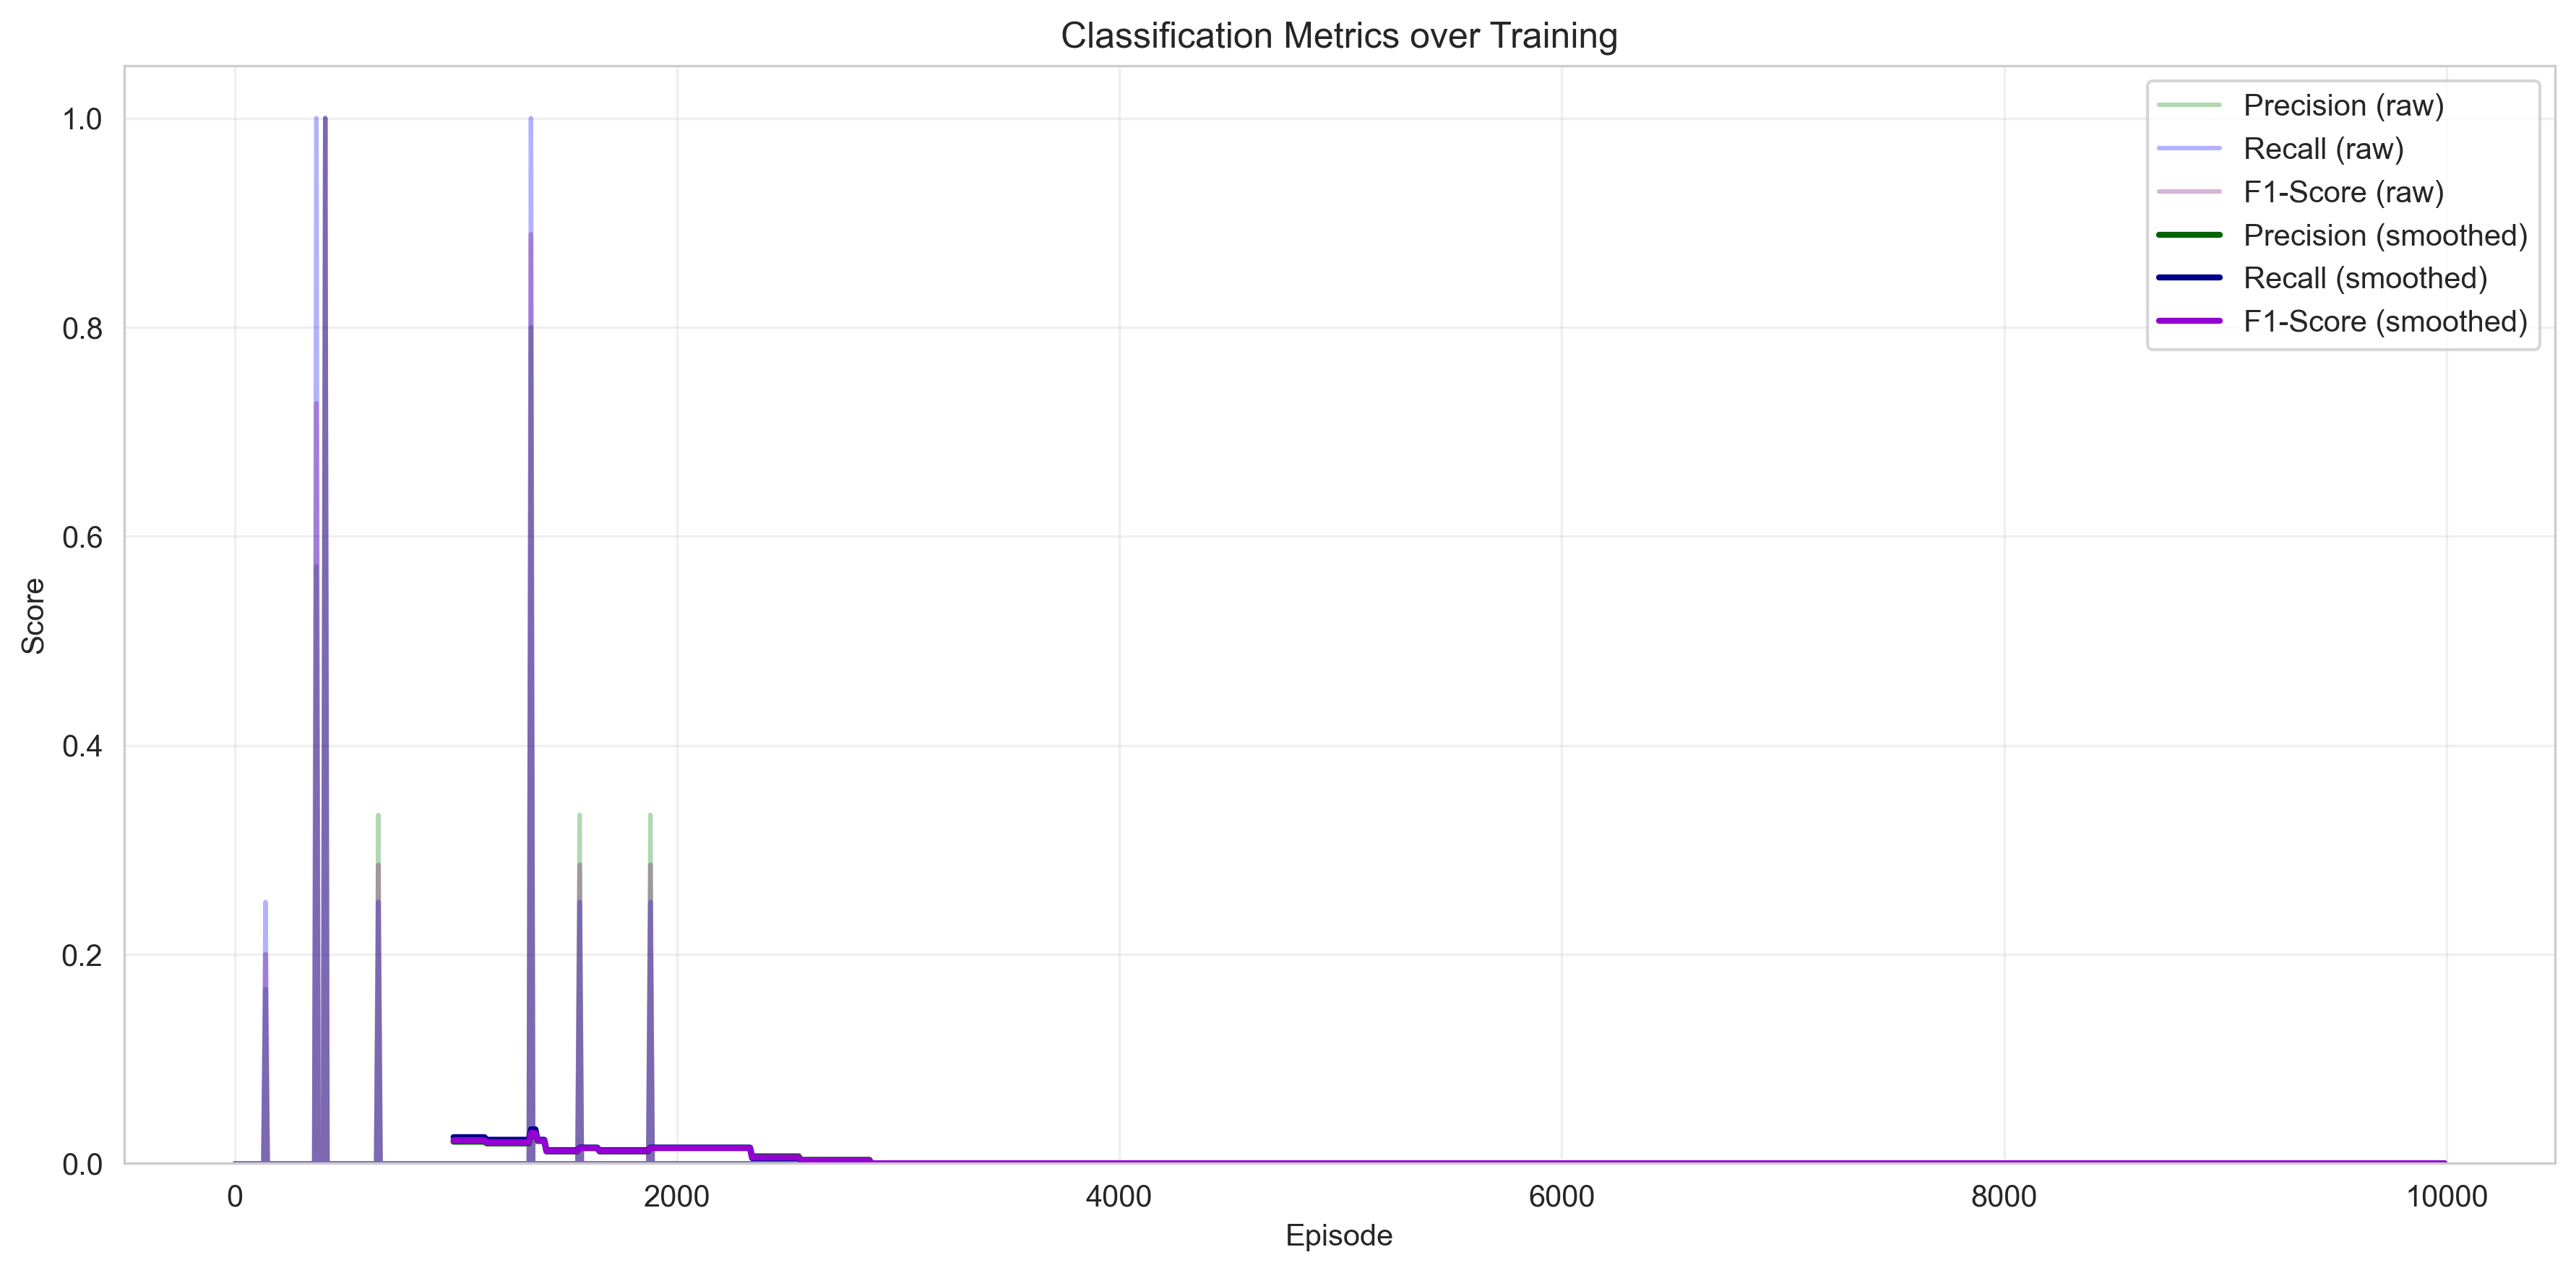 Classification Metrics over Training
Precision (raw)
Recall (raw)
F1-Score (raw)
Precision (smoothed)
Recall (smoothed)
F1-Score (smoothed)
1.0
0.8
0.6
0.4
0.2
0.0
Score
0 2000 4000 6000 8000 10000
Episode